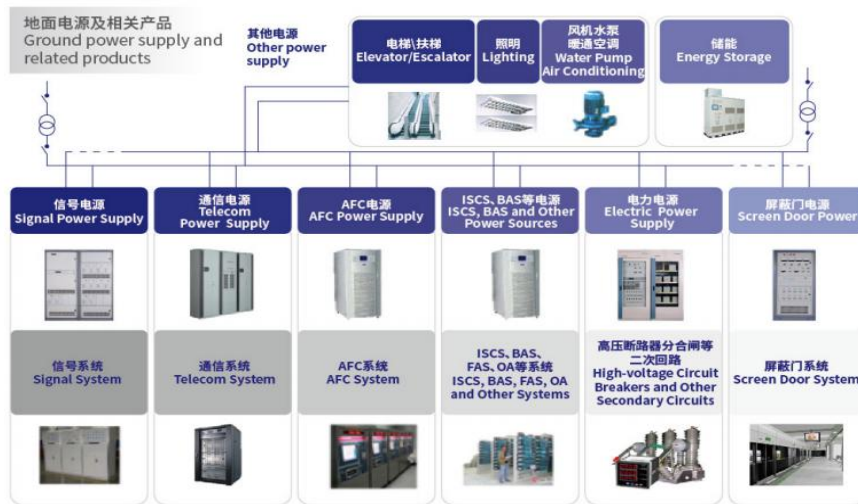 地面电源及相关产品
Ground power supply and
related products
其他电源
Other power
supply
电梯\扶梯
Elevator/Escalator
照明
Lighting
风机水泵
暖通空调
Water Pump
Air Conditioning
储能
Energy Storage
信号电源
Signal Power Supply
通信电源
Telecom
Power Supply
AFC电源
AFC Power Supply
ISCS、BAS等电源
ISCS, BAS and Other
Power Sources
电力电源
Electric Power
Supply
屏蔽门电源
Screen Door Power
信号系统
Signal System
通信系统
Telecom System
AFC系统
AFC System
ISCS、BAS、
FAS、OA等系统
ISCS, BAS, FAS, OA
and Other Systems
高压断路器分合闸等
二次回路
High-voltage Circuit
Breakers and Other
Secondary Circuits
屏蔽门系统
Screen Door System